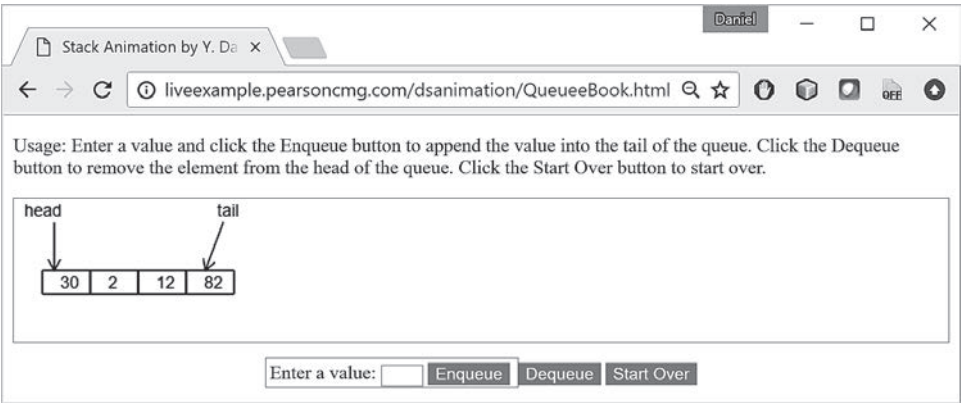 Daniel
Stack Animation by Y. Da
liveexample.pearsoncmg.com/dsanimation/QueueeBook.html
OFF
Usage: Enter a value and click the Enqueue button to append the value into the tail of the queue. Click the Dequeue
button to remove the element from the head of the queue. Click the Start Over button to start over.
head tail
30 2 12 82
Enter a value: Enqueue Dequeue Start Over